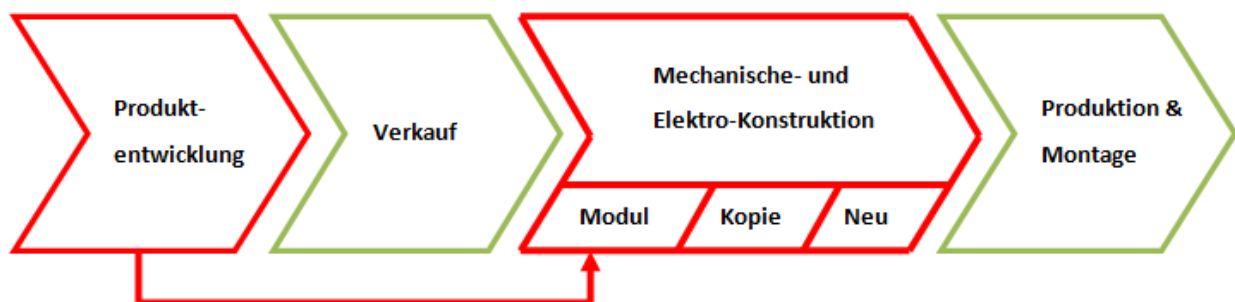 Produkt-
entwicklung
Verkauf
Mechanische- und
Elektro-Konstruktion
Modul
Kopie
Neu
Produktion &
Montage